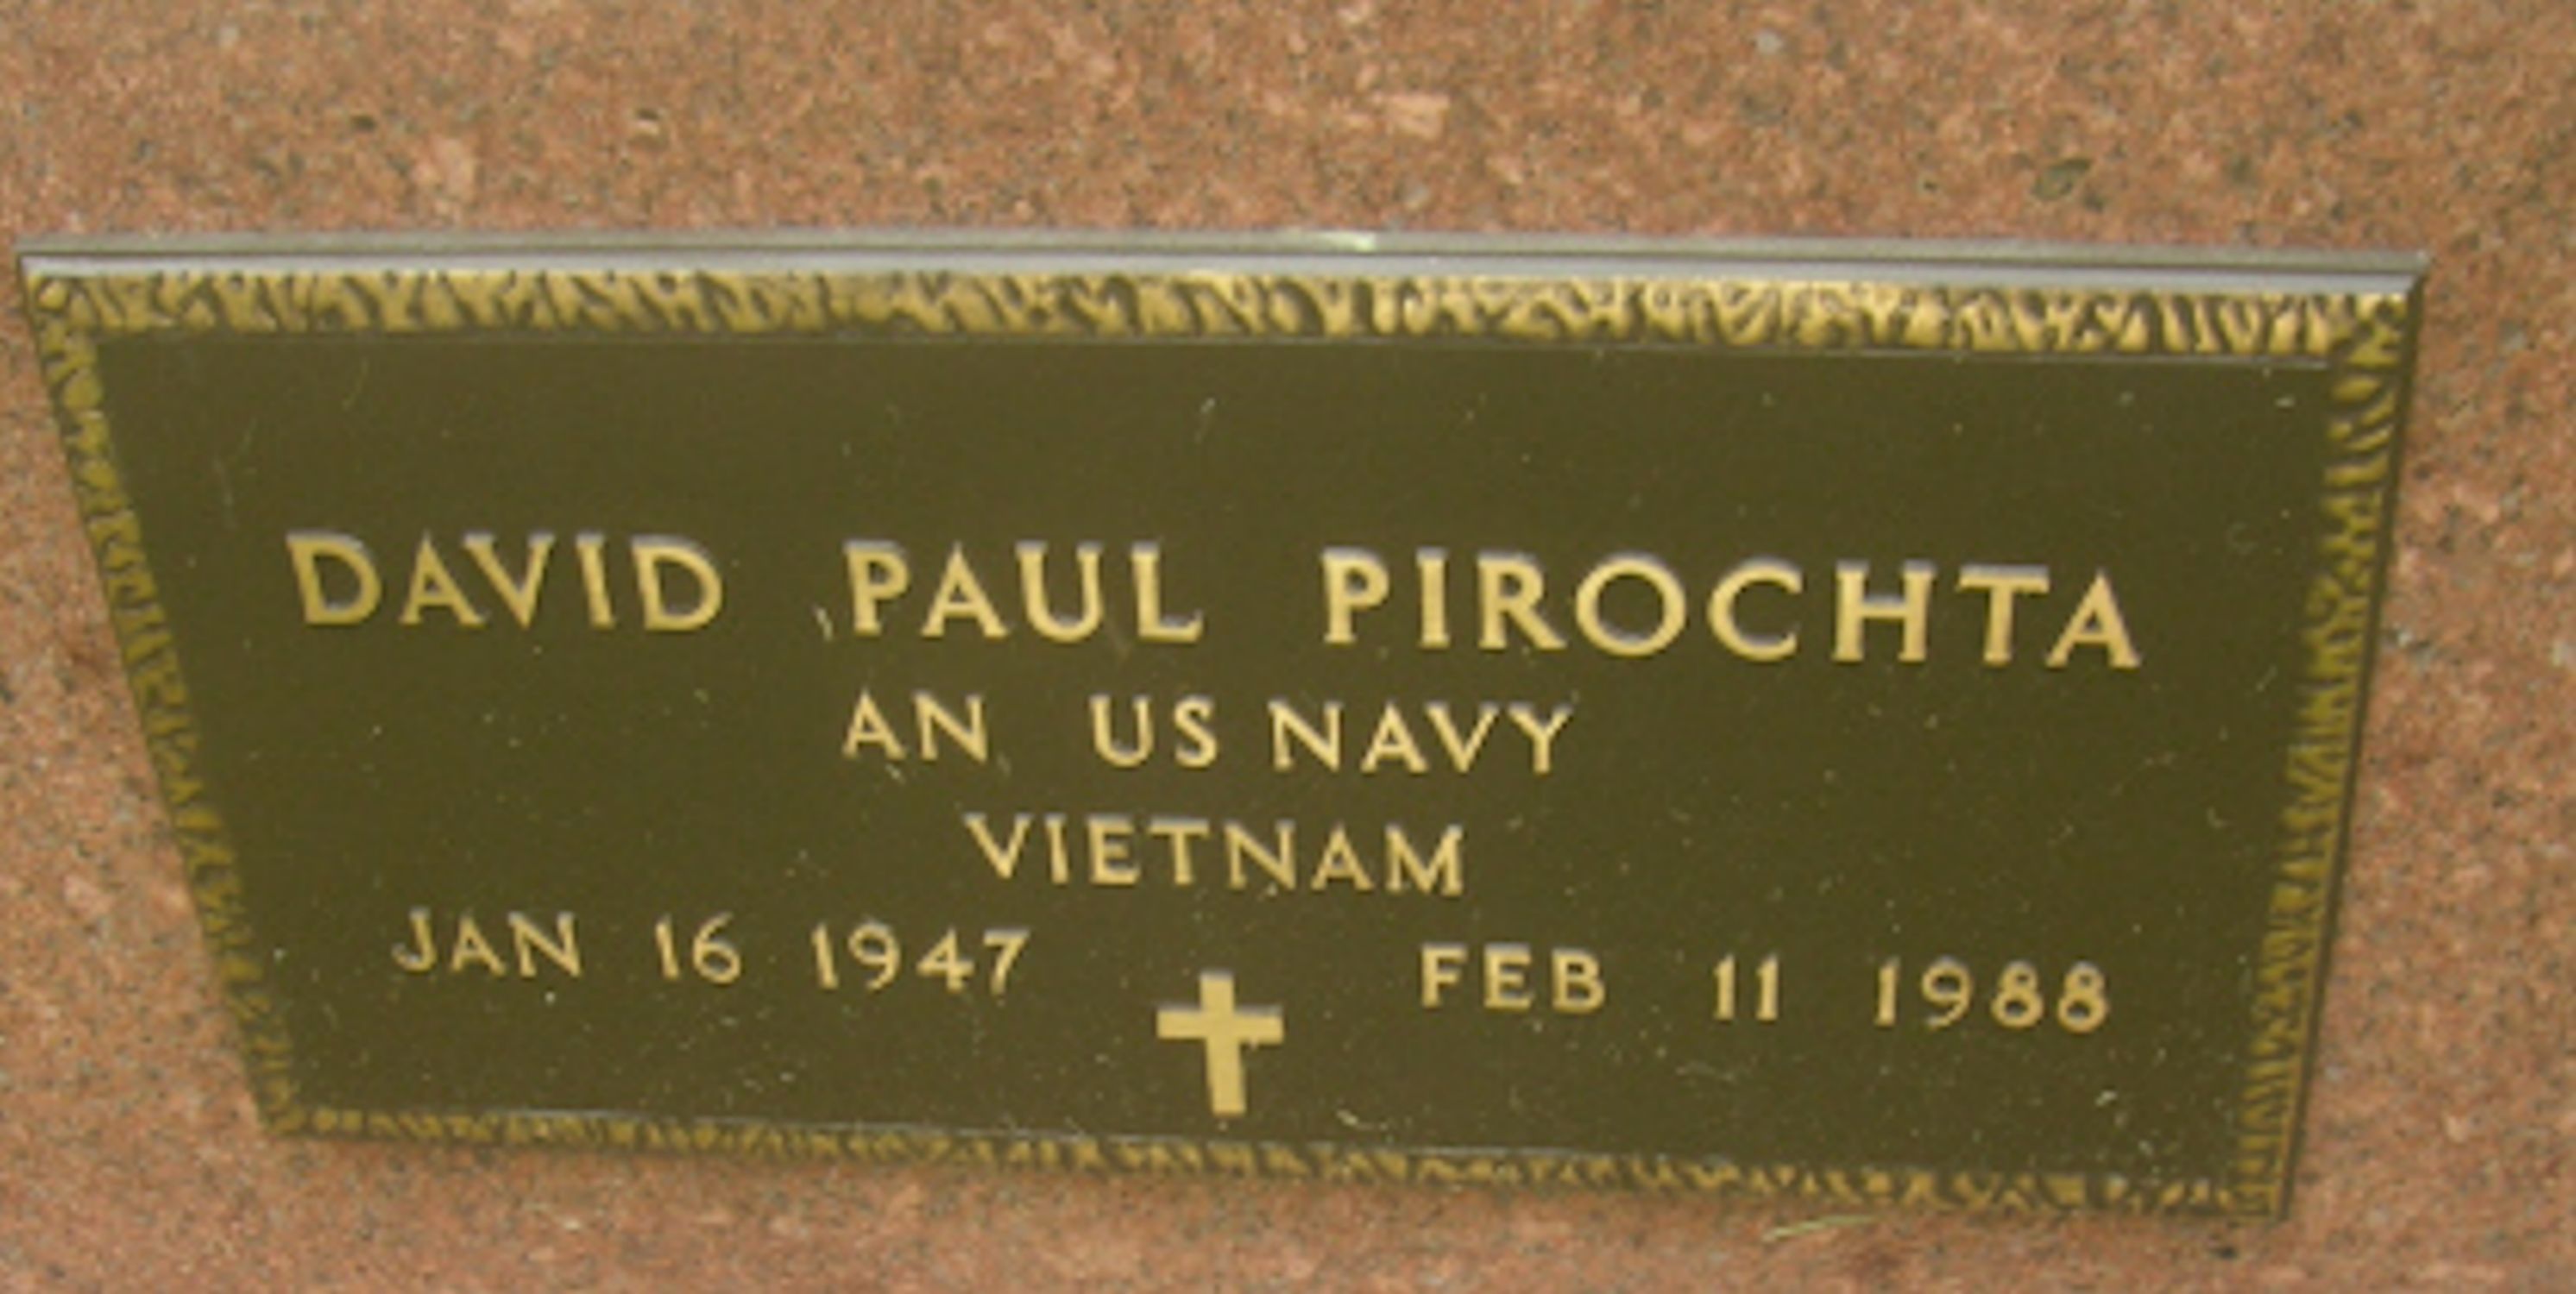 DAVID PAUL PIROCHTA
AN US NAVY
VIETNAM
JAN 16 1947 FEB 11 1988